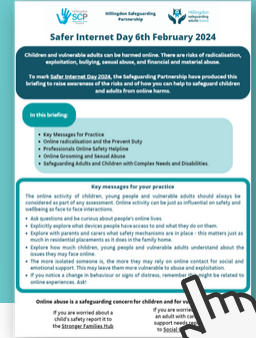 SCP
Hillingdon Safeguarding
Partnership
Safer Internet Day 6th February 2024
Children and vulnerable adults can be harmed online. There are risks of radicalisation,
exploitation, bullying, sexual abuse, and financial and material abuse.
To mark Safer Internet Day 2024, the Safeguarding Partnership have produced this
briefing to raise awareness of the risks and of how you can help to safeguard children
and adults from online harms.
In this briefing:
Key Messages for Practice
Online radicalisation and the Prevent Duty
Professionals Online Safety Helpline
Online Grooming and Sexual Abuse
Safeguarding Adults and Children with Complex Needs and Disabilities.
Key messages for your practice
The online activity of children, young people and vulnerable adults should always be
considered as part of any assessment. Online activity can be just as influential on safety and
wellbeing as face to face interactions.
Ask questions and be curious about people's online lives.
Explicitly explore what devices people have access to and what they do on them.
Explore with parents and carers what safety mechanisms are in place - this matters just as
much in residential placements as it does in the family home.
Explore how much children, young people and vulnerable adults understand about the
issues they may face online.
The more isolated someone is, the more they may rely on online contact for social and
emotional support. This may leave them more vulnerable to abuse and exploitation.
If you notice a change in behaviour or signs of distress, remember this might be related to
online experiences. Ask!
Online abuse is a safeguarding concern for children and for vul
If you are worried about a
child's safety report it to
the Stronger Families Hub
If you are worrie
an adult with car
support needs rep
to Social